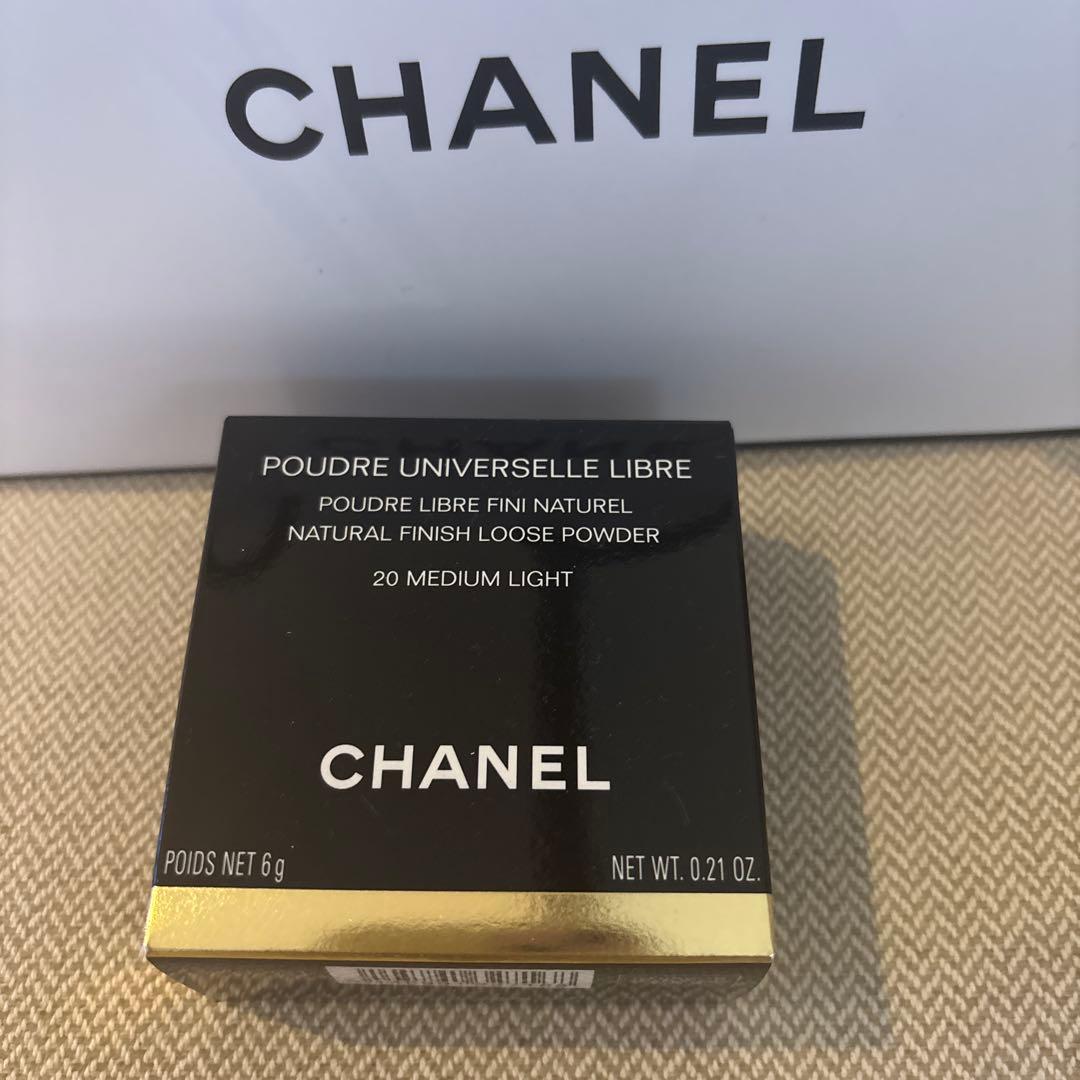 CHANEL
POUDRE UNIVERSELLE LIBRE
POUDRE LIBRE FINI NATUREL
NATURAL FINISH LOOSE POWDER
20 MEDIUM LIGHT
CHANEL
POIDS NET 6 g
NET WT. 0.21 OZ.